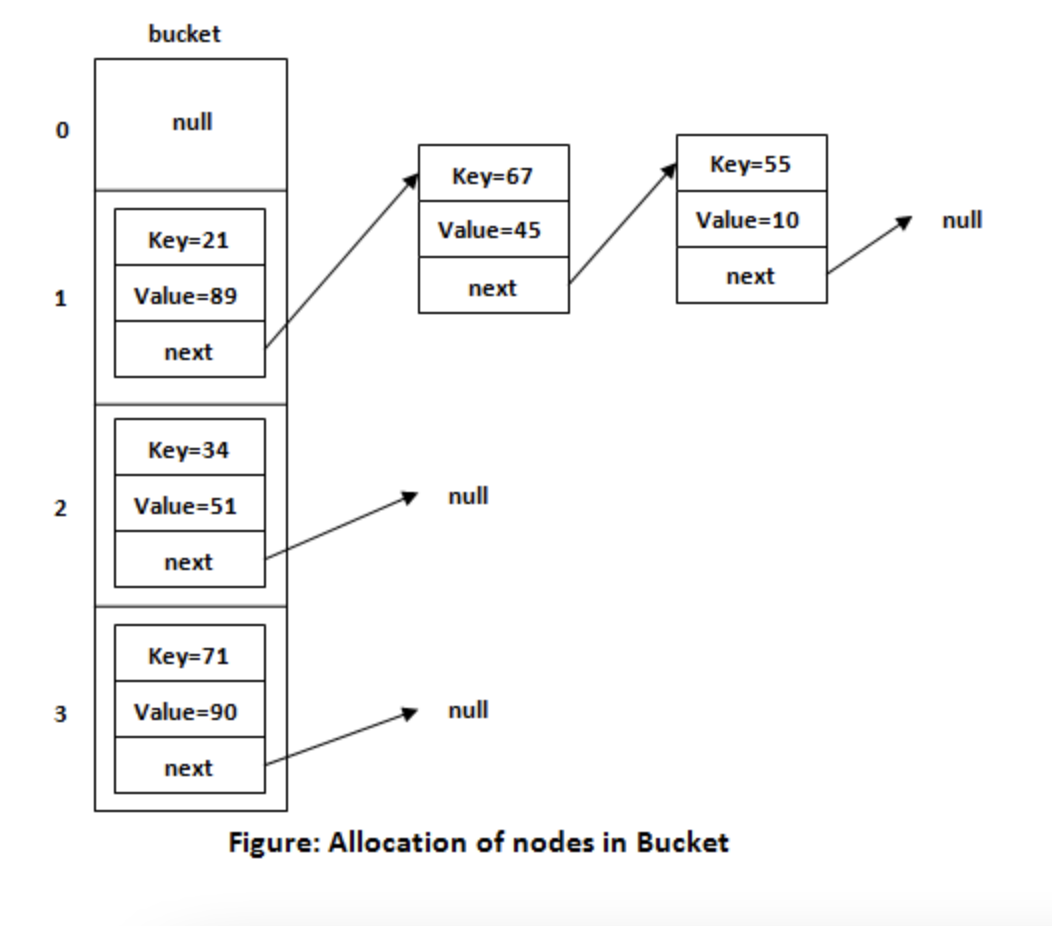 bucket
0
null
1
Key=21
Value=89
next
Key=67
Value=45
next
Key=55
Value=10
next
null
2
Key=34
Value=51
next
null
3
Key=71
Value=90
next
null
Figure: Allocation of nodes in Bucket